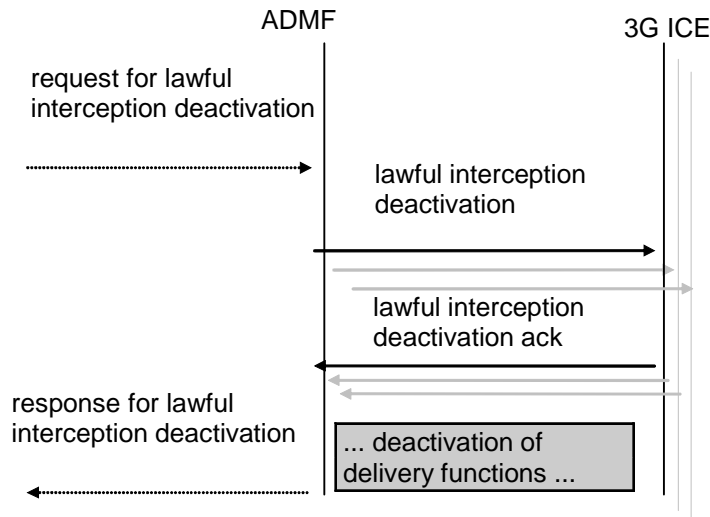 ADMF
3G ICE
request for lawful
interception deactivation
lawful interception
deactivation
lawful interception
deactivation ack
response for lawful
interception deactivation
... deactivation of
delivery functions ...